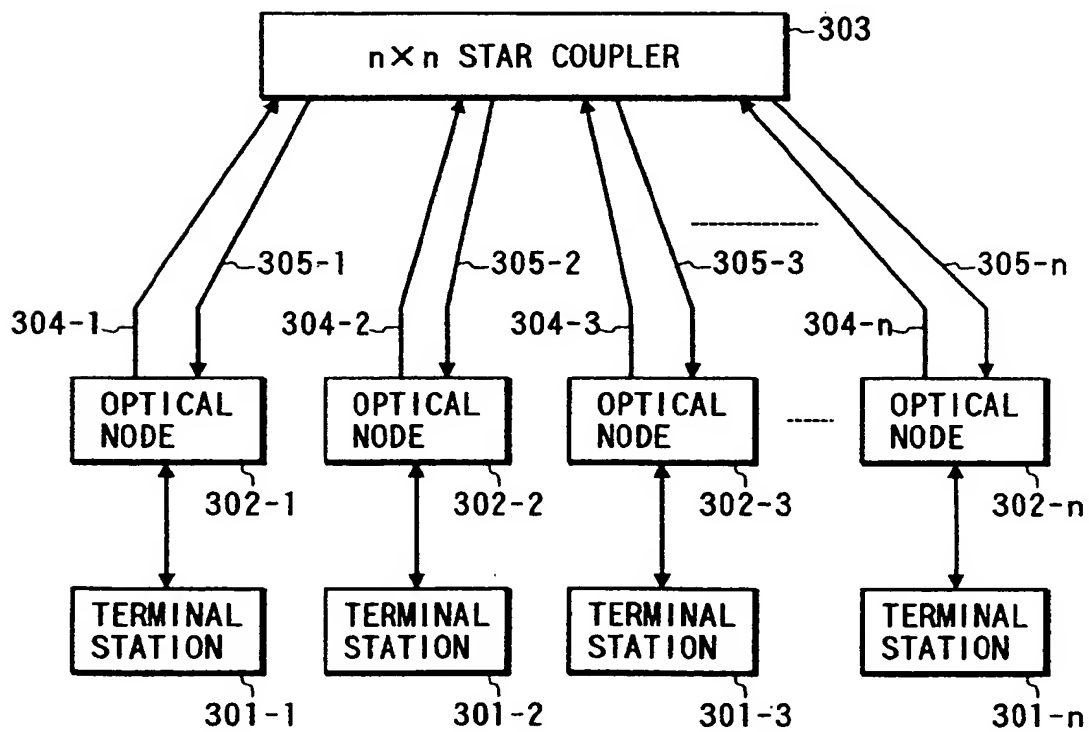 303
n×n STAR COUPLER
305-1 305-2 305-3 305-n
304-1 304-2 304-3 304-n
OPTICAL NODE
OPTICAL NODE
OPTICAL NODE
OPTICAL NODE
302-1 302-2 302-3 302-n
TERMINAL STATION
TERMINAL STATION
TERMINAL STATION
TERMINAL STATION
301-1 301-2 301-3 301-n